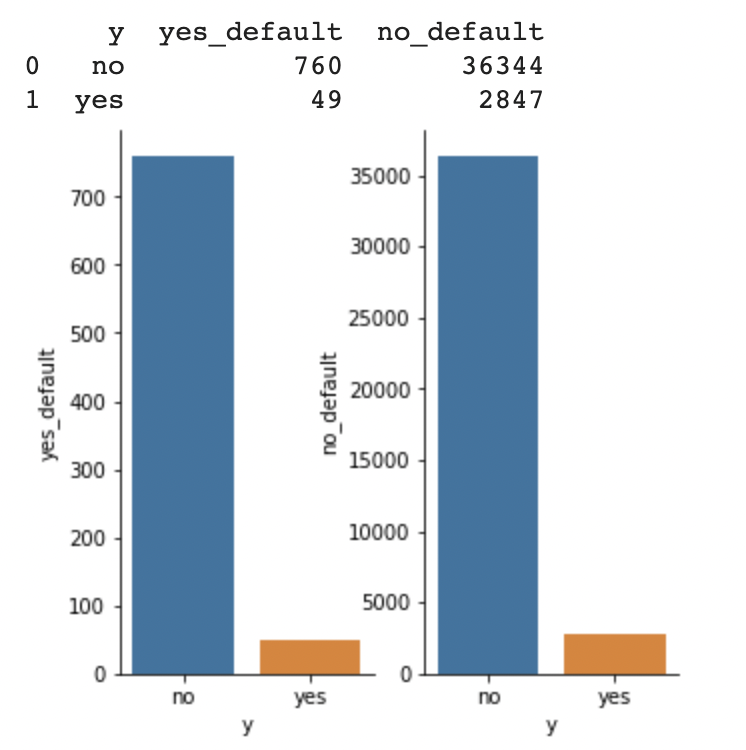 y yes_default no_default
0 no 760 36344
1 yes 49 2847
700
600
500
400
300
200
100
0
yes_default
no yes
y
35000
30000
25000
20000
15000
10000
5000
0
no_default
no yes
y